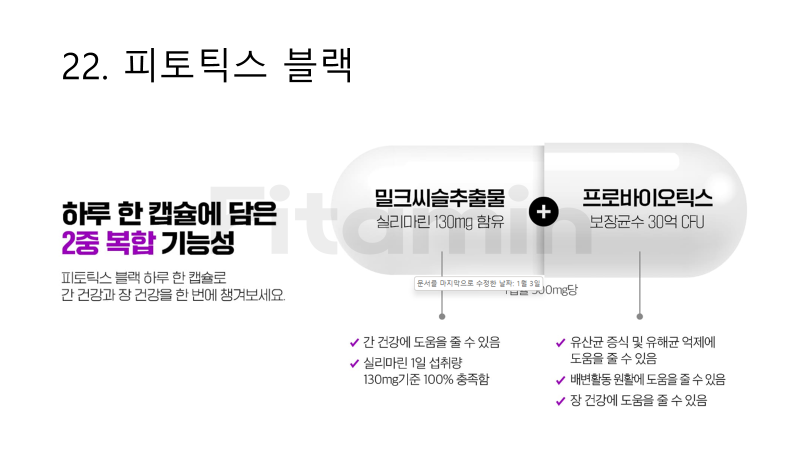 22. 피토틱스 블랙
하루 한 캡슐에 담은
2중 복합 기능성
피토틱스 블랙 하루 한 캡슐로
간 건강과 장 건강을 한 번에 챙겨보세요.
Fitamin
밀크씨슬추출물
실리마린 130mg 함유
+
프로바이오틱스
보장균수 30억 CFU
문서를 마지막으로 수정한 날짜: 1월 3일
500mg당
간 건강에 도움을 줄 수 있음
실리마린 1일 섭취량
130mg기준 100% 충족함
유산균 증식 및 유해균 억제에
도움을 줄 수 있음
배변활동 원활에 도움을 줄 수 있음
장 건강에 도움을 줄 수 있음